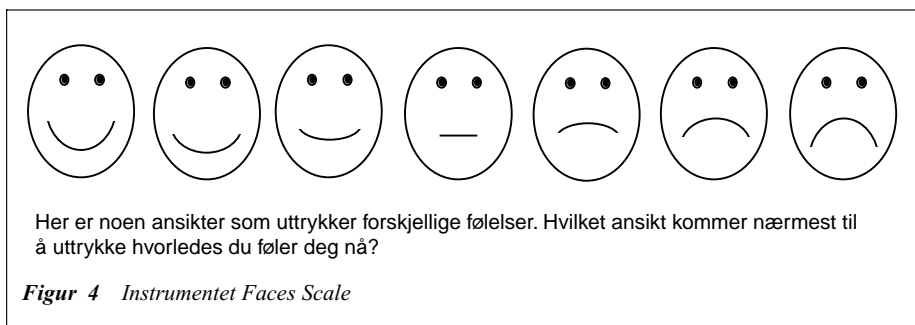 Her er noen ansikter som uttrykker forskjellige følelser. Hvilket ansikt kommer nærmest til
å uttrykke hvorledes du føler deg nå?
Figur 4 Instrumentet Faces Scale